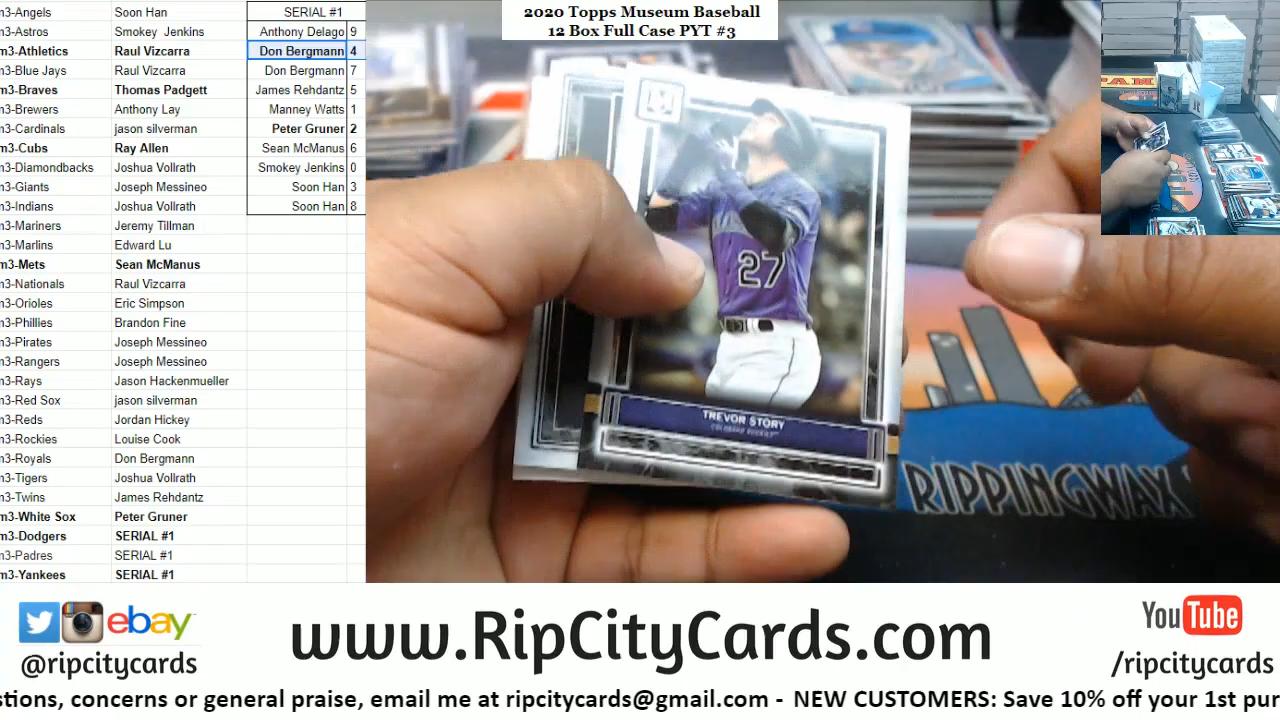 m3-Angels Soon Han SERIAL #1
m3-Astros Smokey Jenkins Anthony Delago 9
m3-Athletics Raul Vizcarra Don Bergmann 4
m3-Blue Jays Raul Vizcarra Don Bergmann 7
m3-Braves Thomas Padgett James Rehdantz 5
m3-Brewers Anthony Lay Manney Watts 1
m3-Cardinals jason silverman Peter Gruner 2
m3-Cubs Ray Allen Sean McManus 6
m3-Diamondbacks Joshua Vollrath Smokey Jenkins 0
m3-Giants Joseph Messineo Soon Han 3
m3-Indians Joshua Vollrath Soon Han 8
m3-Mariners Jeremy Tillman
m3-Marlins Edward Lu
m3-Mets Sean McManus
m3-Nationals Raul Vizcarra
m3-Orioles Eric Simpson
m3-Phillies Brandon Fine
m3-Pirates Joseph Messineo
m3-Rangers Joseph Messineo
m3-Rays Jason Hackenmueller
m3-Red Sox jason silverman
m3-Reds Jordan Hickey
m3-Rockies Louise Cook
m3-Royals Don Bergmann
m3-Tigers Joshua Vollrath
m3-Twins James Rehdantz
m3-White Sox Peter Gruner
m3-Dodgers SERIAL #1
m3-Padres SERIAL #1
m3-Yankees SERIAL #1
2020 Topps Museum Baseball
12 Box Full Case PYT #3
27
TREVOR STORY
COLORADO ROCKIES
RIPPINGWAX
ebay
@ripcitycards
www.RipCityCards.com
YouTube
/ripcitycards
stions, concerns or general praise, email me at ripcitycards@gmail.com - NEW CUSTOMERS: Save 10% off your 1st pur